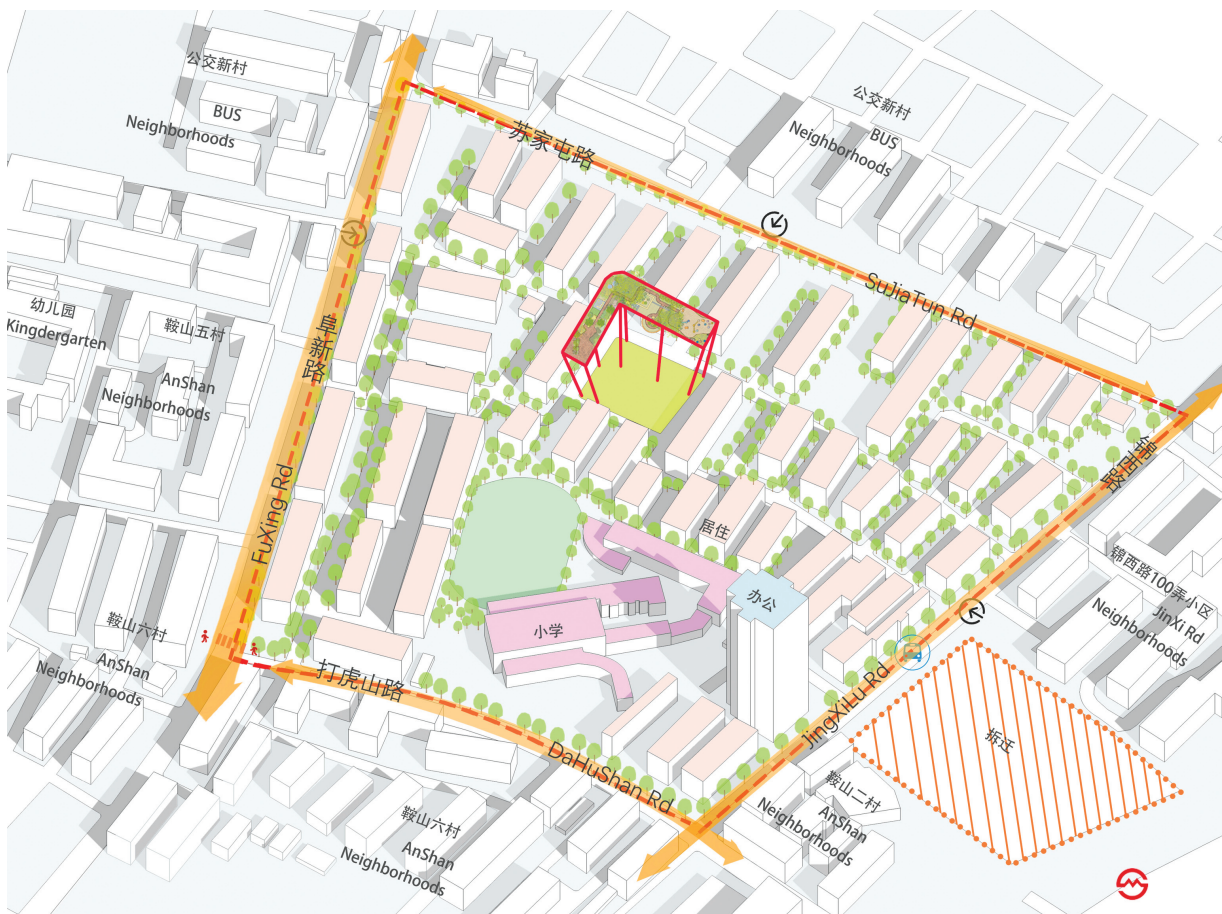 公交新村
BUS
Neighborhoods
公交新村
BUS
Neighborhoods
苏家屯路
SuJiaTun Rd
幼儿园
Kingdergarten
鞍山五村
AnShan
Neighborhoods
阜新路
FuXing Rd
锦西路
居住
办公
小学
锦西路100弄小区
JinXi Rd
Neighborhoods
鞍山六村
AnShan
Neighborhoods
打虎山路
DaHuShan Rd
JingXiLu Rd
拆迁
鞍山二村
AnShan
Neighborhoods
鞍山六村
AnShan
Neighborhoods